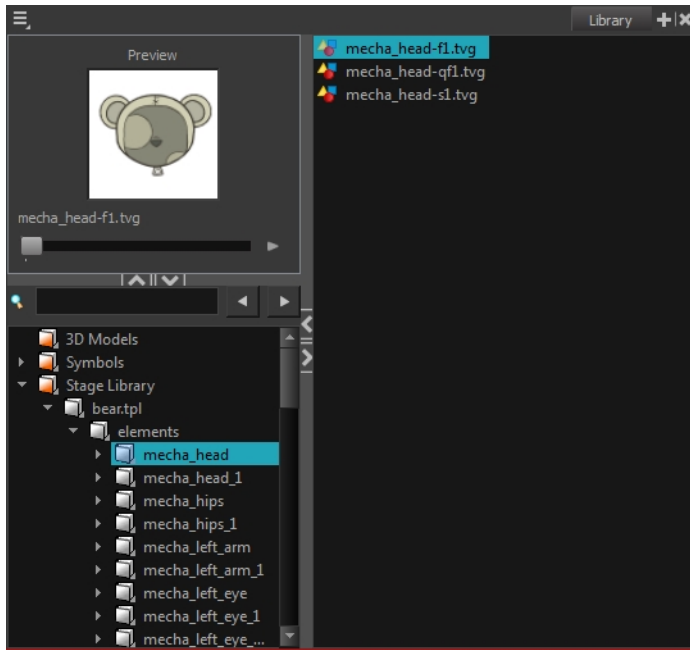 Library
Preview
mecha_head-f1.tvg
3D Models
Symbols
Stage Library
bear.tpl
elements
mecha_head
mecha_head_1
mecha_hips
mecha_hips_1
mecha_left_arm
mecha_left_arm_1
mecha_left_eye
mecha_left_eye_1
mecha_left_eye_...
mecha_head-f1.tvg
mecha_head-qf1.tvg
mecha_head-s1.tvg